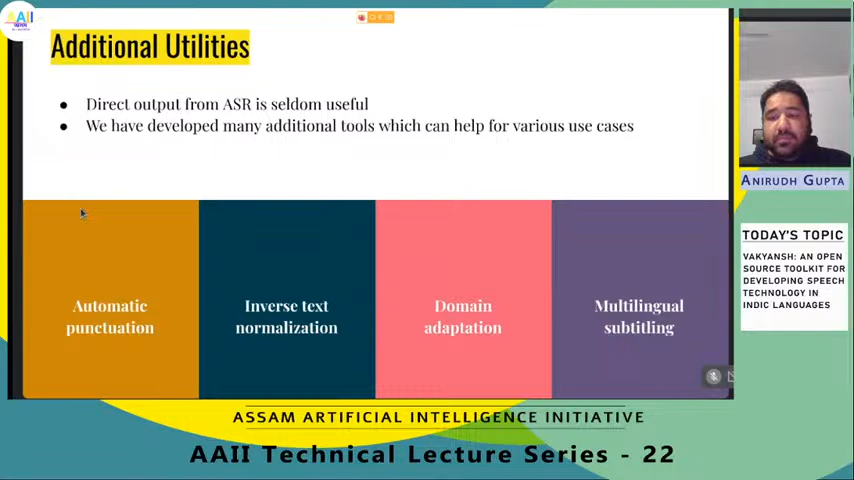 AAII
Additional Utilities
● Direct output from ASR is seldom useful
● We have developed many additional tools which can help for various use cases
Automatic
punctuation
Inverse text
normalization
Domain
adaptation
Multilingual
subtitling
ANIRUDH GUPTA
TODAY'S TOPIC
VAKYANSH: AN OPEN
SOURCE TOOLKIT FOR
DEVELOPING SPEECH
TECHNOLOGY IN
INDIC LANGUAGES
ASSAM ARTIFICIAL INTELLIGENCE INITIATIVE
AAII Technical Lecture Series - 22